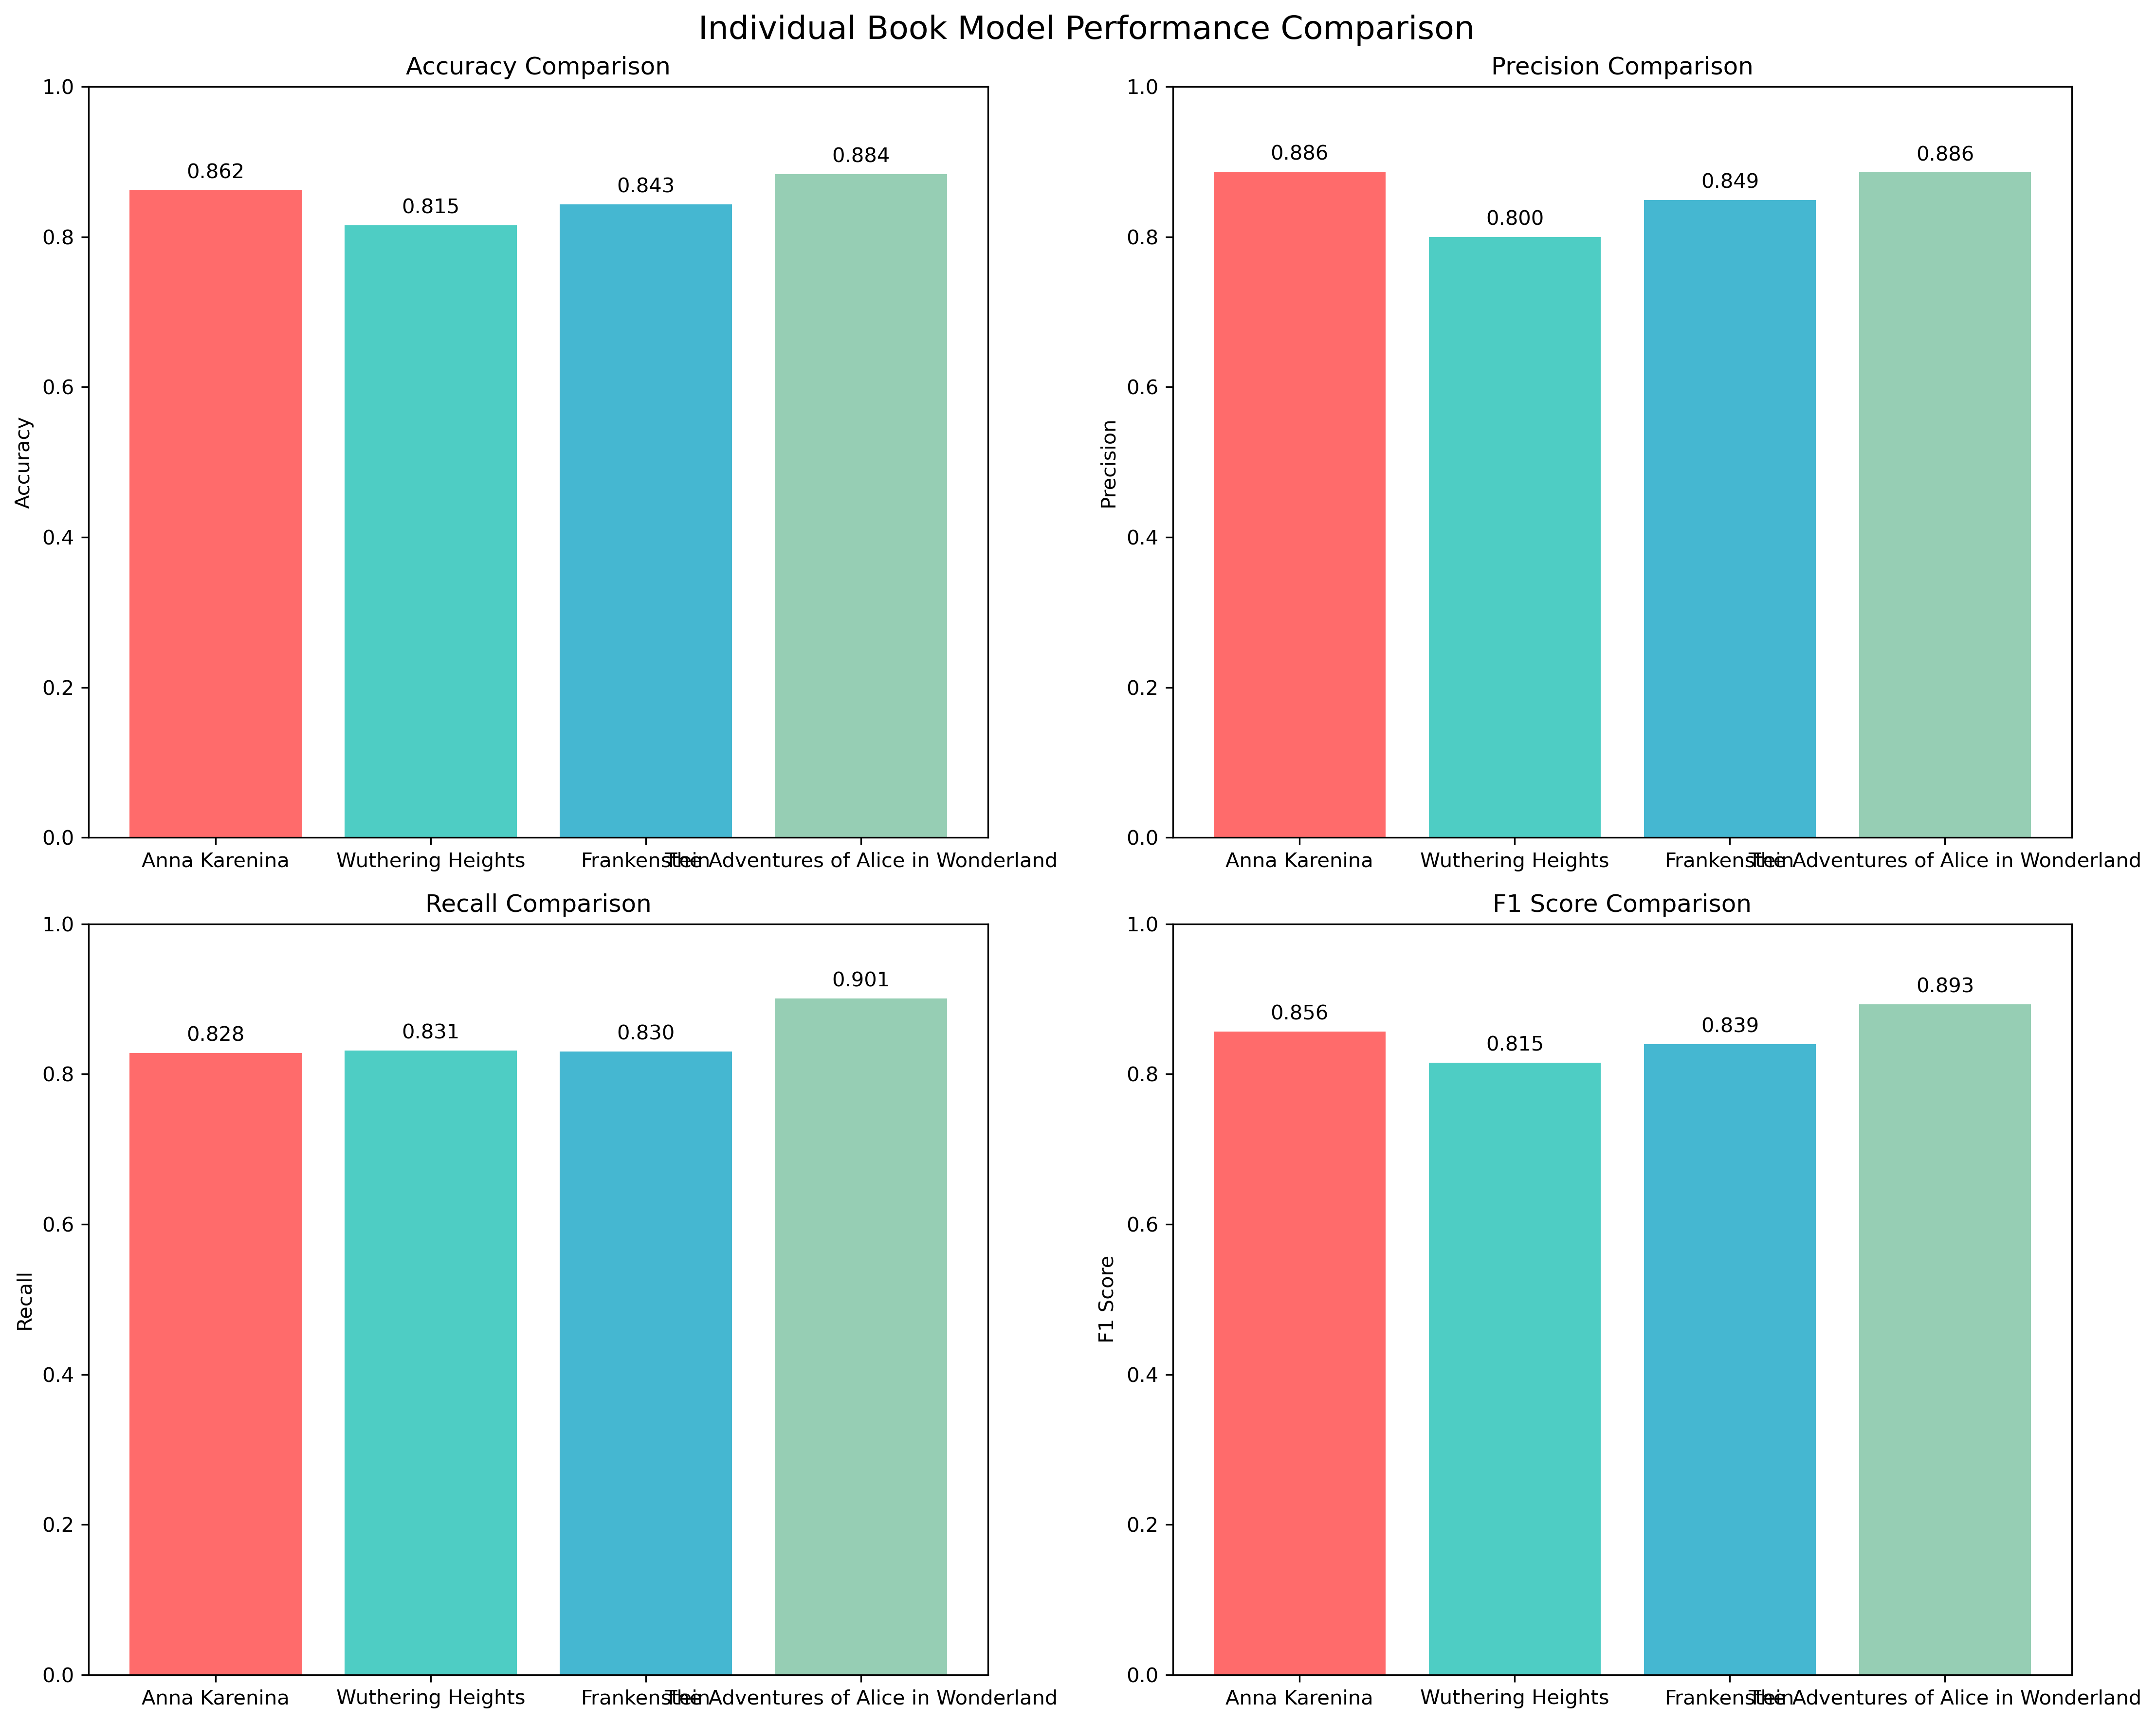 Individual Book Model Performance Comparison
Accuracy Comparison
1.0
0.8
0.6
0.4
0.2
0.0
Accuracy
0.862
0.815
0.843
0.884
Anna Karenina
Wuthering Heights
Frankenstein
The Adventures of Alice in Wonderland
Precision Comparison
1.0
0.8
0.6
0.4
0.2
0.0
Precision
0.886
0.800
0.849
0.886
Anna Karenina
Wuthering Heights
Frankenstein
The Adventures of Alice in Wonderland
Recall Comparison
1.0
0.8
0.6
0.4
0.2
0.0
Recall
0.828
0.831
0.830
0.901
Anna Karenina
Wuthering Heights
Frankenstein
The Adventures of Alice in Wonderland
F1 Score Comparison
1.0
0.8
0.6
0.4
0.2
0.0
F1 Score
0.856
0.815
0.839
0.893
Anna Karenina
Wuthering Heights
Frankenstein
The Adventures of Alice in Wonderland